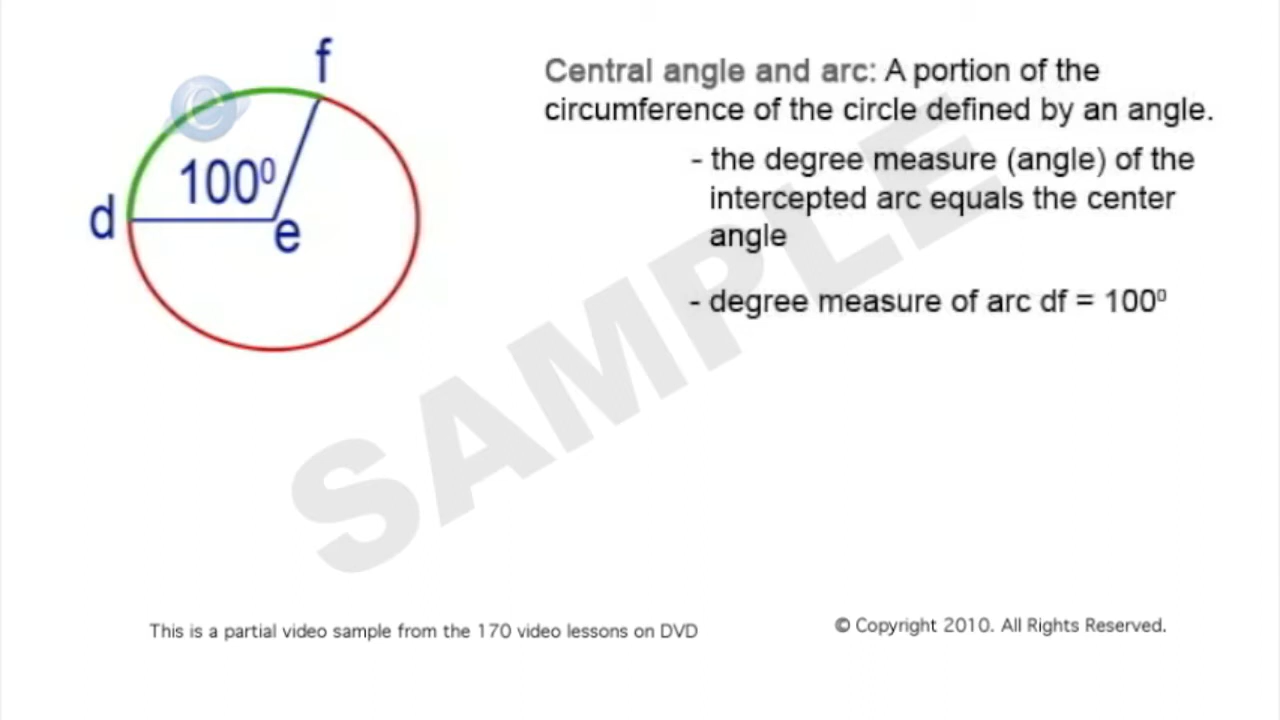 f
100⁰
d
e
Central angle and arc: A portion of the
circumference of the circle defined by an angle.
- the degree measure (angle) of the
intercepted arc equals the center
angle
- degree measure of arc df = 100⁰
SAMPLE
This is a partial video sample from the 170 video lessons on DVD
© Copyright 2010. All Rights Reserved.